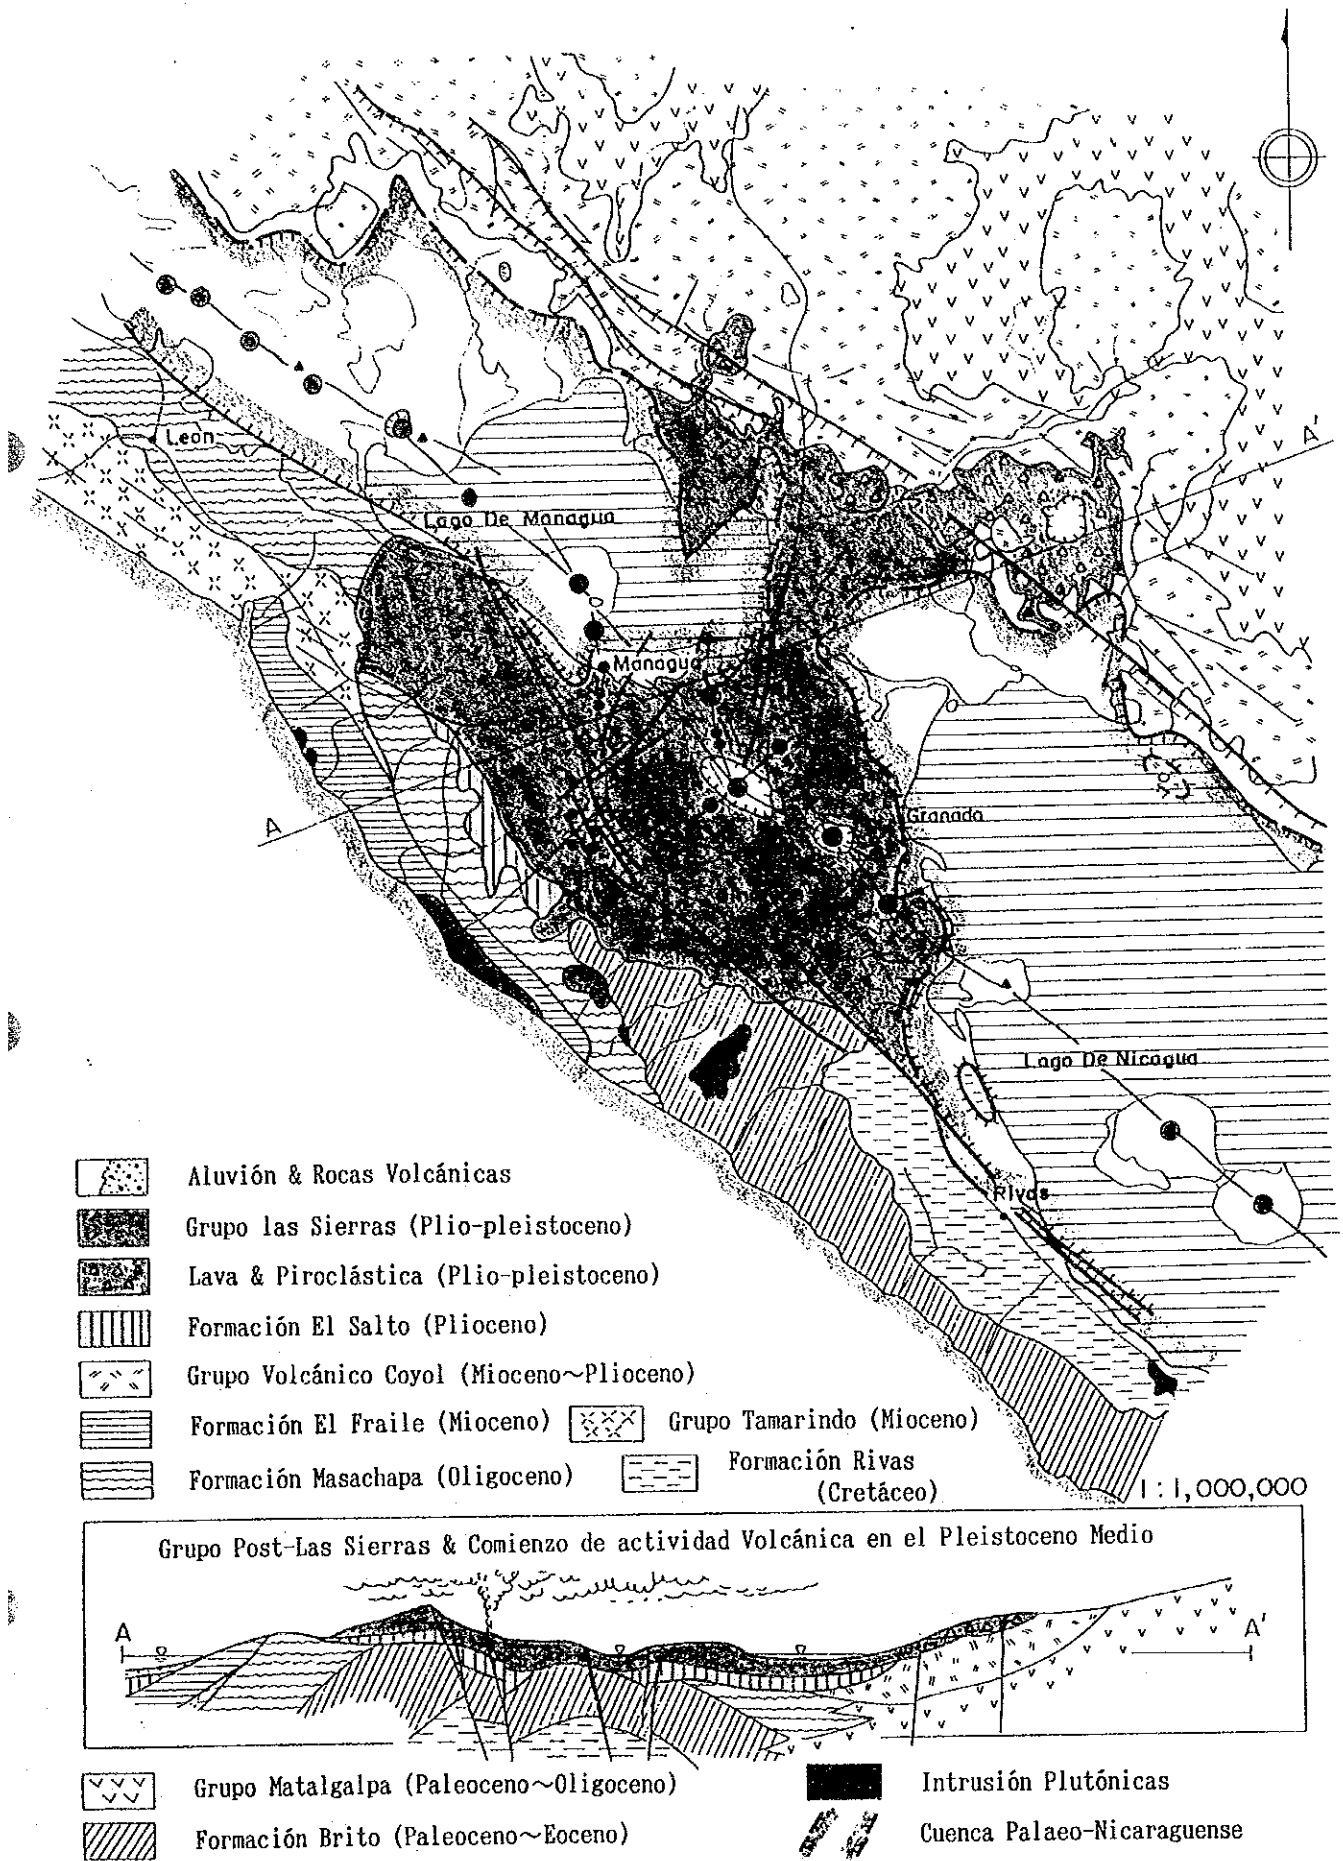 A'
León
Lago De Managua
Managua
A
Granada
Lago De Nicagua
Rivas
Aluvión & Rocas Volcánicas
Grupo las Sierras (Plio-pleistoceno)
Lava & Piroclástica (Plio-pleistoceno)
Formación El Salto (Plioceno)
Grupo Volcánico Coyol (Mioceno~Plioceno)
Formación El Fraile (Mioceno) Grupo Tamarindo (Mioceno)
Formación Masachapa (Oligoceno) Formación Rivas
(Cretáceo)
1:1,000,000
Grupo Post-Las Sierras & Comienzo de actividad Volcánica en el Pleistoceno Medio
A A'
Grupo Matalgalpa (Paleoceno~Oligoceno) Intrusión Plutónicas
Formación Brito (Paleoceno~Eoceno) Cuenca Palaeo-Nicaraguense